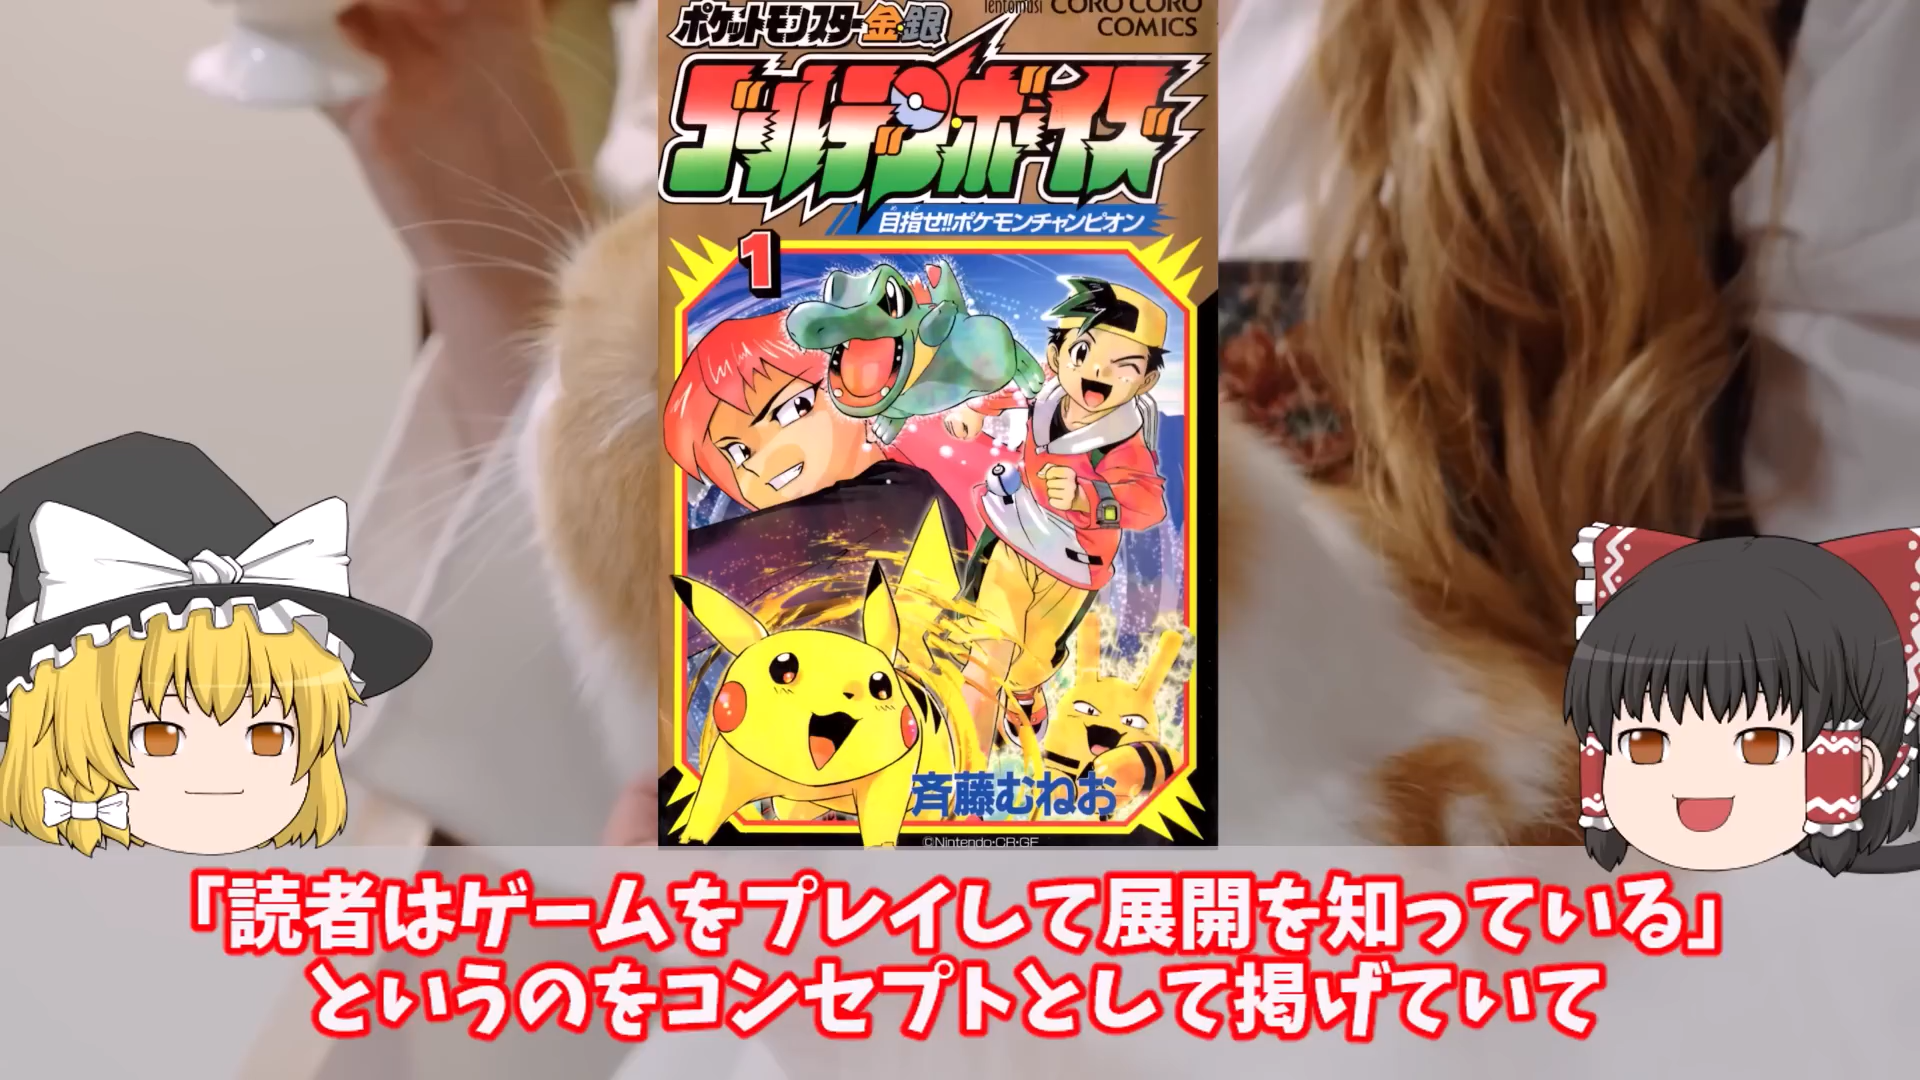 Tentomusi CORO CORO
COMICS
ポケットモンスター金・銀
ゴールデン・ボーイズ
目指せ!!ポケモンチャンピオン
1
斉藤むねお
©Nintendo・CR・GF
「読者はゲームをプレイして展開を知っている」
というのをコンセプトとして掲げていて